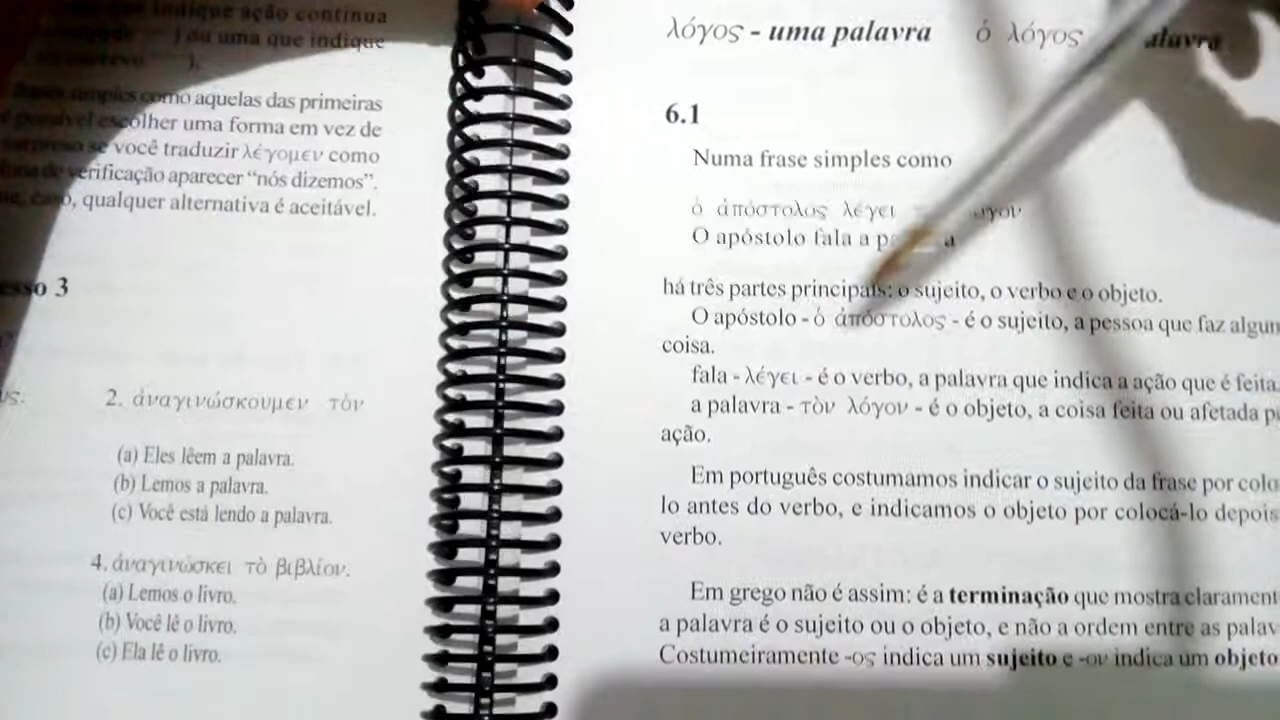 indique ação contínua
) ou uma que indique
simples como aquelas das primeiras
escolher uma forma em vez de
se você traduzir λέγομεν como
verificação aparecer “nós dizemos”.
qualquer alternativa é aceitável.
3
2. ἀναγινώσκουμεν τὸν
(a) Eles lêem a palavra.
(b) Lemos a palavra.
(c) Você está lendo a palavra.
4. ἀναγινώσκει τὸ βιβλίον.
(a) Lemos o livro.
(b) Você lê o livro.
(c) Ela lê o livro.
λόγος - uma palavra ὁ λόγος
6.1
Numa frase simples como
ὁ ἀπόστολος λέγει
O apóstolo fala a
há três partes principais: o sujeito, o verbo e o objeto.
O apóstolo - ὁ ἀπόστολος - é o sujeito, a pessoa que faz algum
coisa.
fala - λέγει - é o verbo, a palavra que indica a ação que é feita.
a palavra - τὸν λόγον - é o objeto, a coisa feita ou afetada
ação.
Em português costumamos indicar o sujeito da frase por colo
lo antes do verbo, e indicamos o objeto por colocá-lo depois
verbo.
Em grego não é assim: é a terminação que mostra clarament
a palavra é o sujeito ou o objeto, e não a ordem entre as palav
Costumeiramente -ος indica um sujeito e -ον indica um objeto